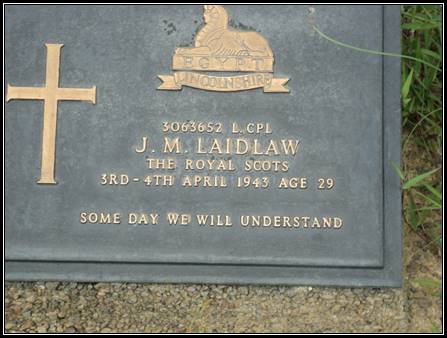 EGYPT
LINCOLNSHIRE
3063652 L. CPL
J. M. LAIDLAW
THE ROYAL SCOTS
3RD - 4TH APRIL 1943 AGE 29
SOME DAY WE WILL UNDERSTAND